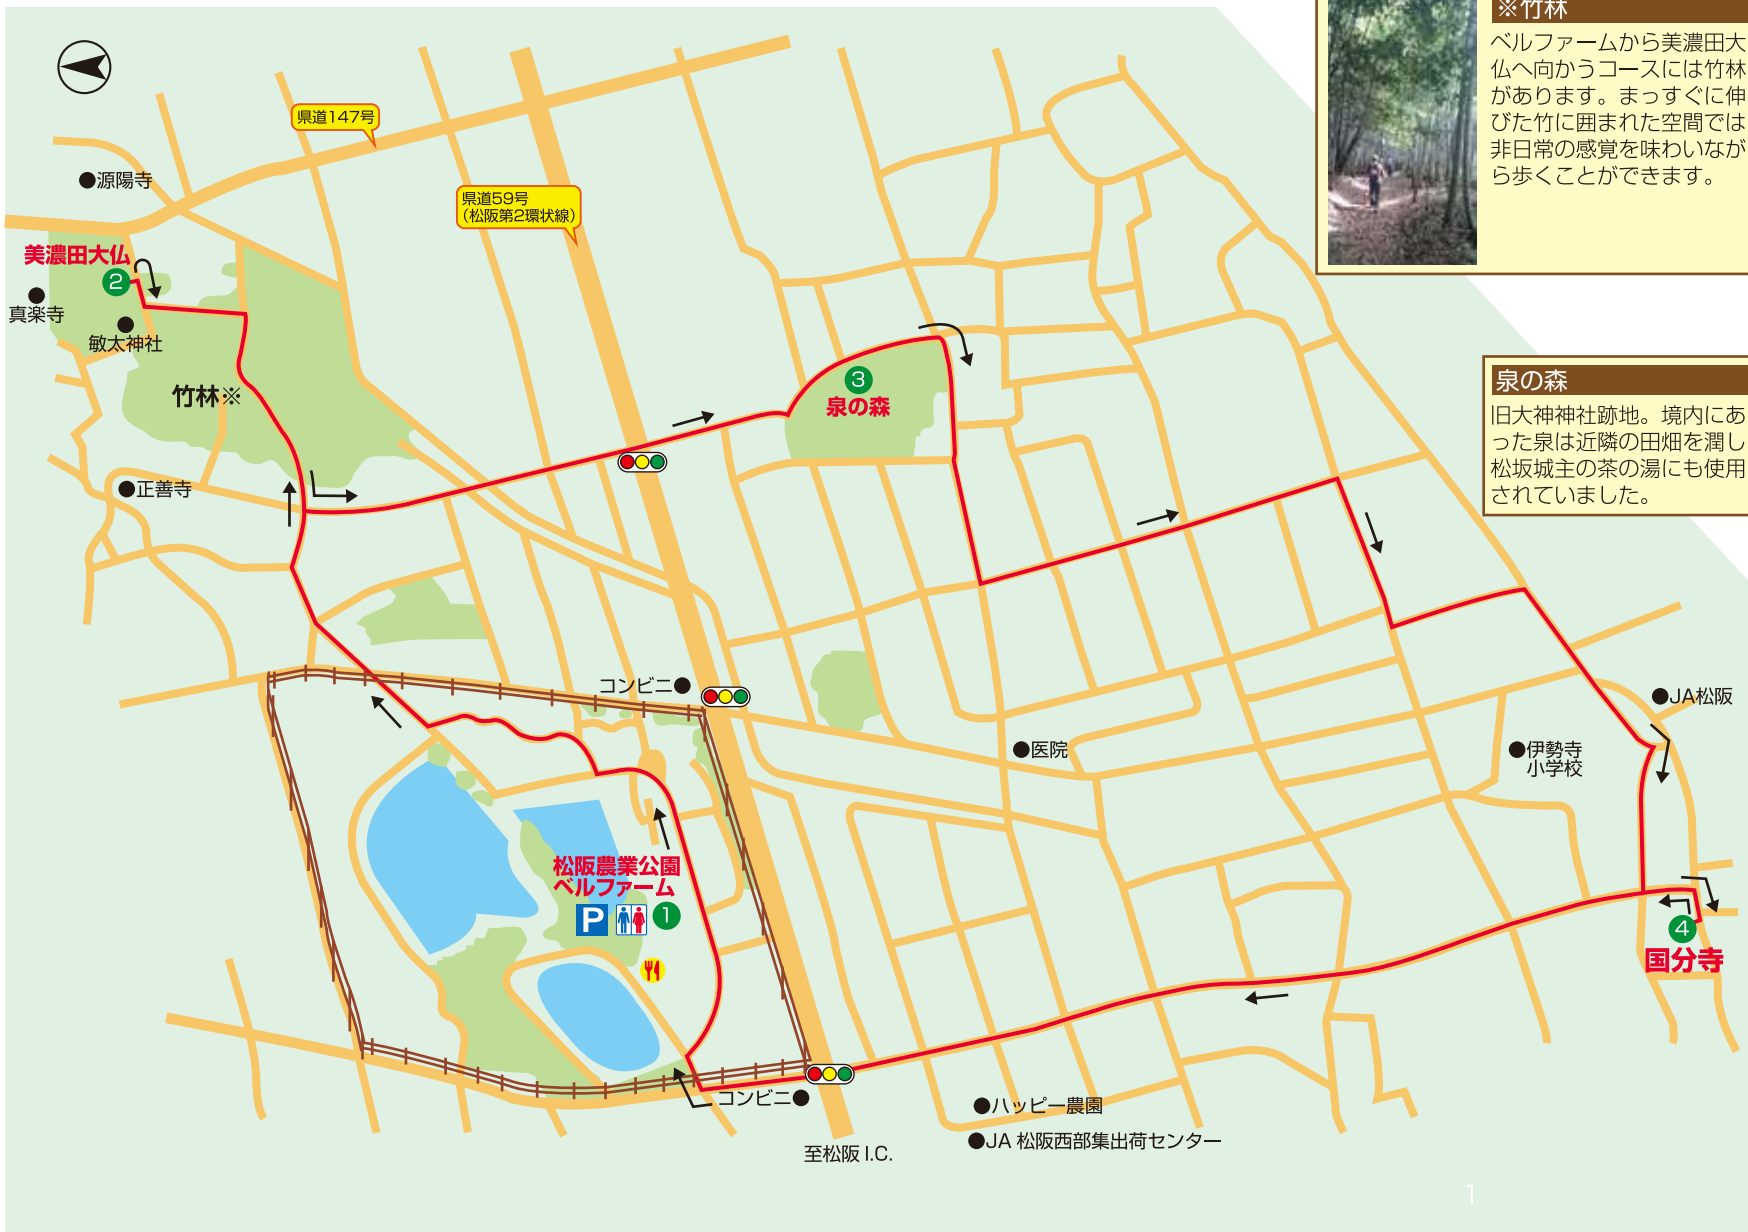 ※竹林
ベルファームから美濃田大
仏へ向かうコースには竹林
があります。まっすぐに伸
びた竹に囲まれた空間では
非日常の感覚を味わいなが
ら歩くことができます。
県道147号
源陽寺
県道59号
(松阪第2環状線)
美濃田大仏
2
真楽寺
敏太神社
竹林※
3
泉の森
泉の森
旧大神神社跡地。境内にあ
った泉は近隣の田畑を潤し
松坂城主の茶の湯にも使用
されていました。
正善寺
コンビニ
JA松阪
医院
伊勢寺
小学校
松阪農業公園
ベルファーム
P
1
4
国分寺
コンビニ
ハッピー農園
JA 松阪西部集出荷センター
至松阪 I.C.
1